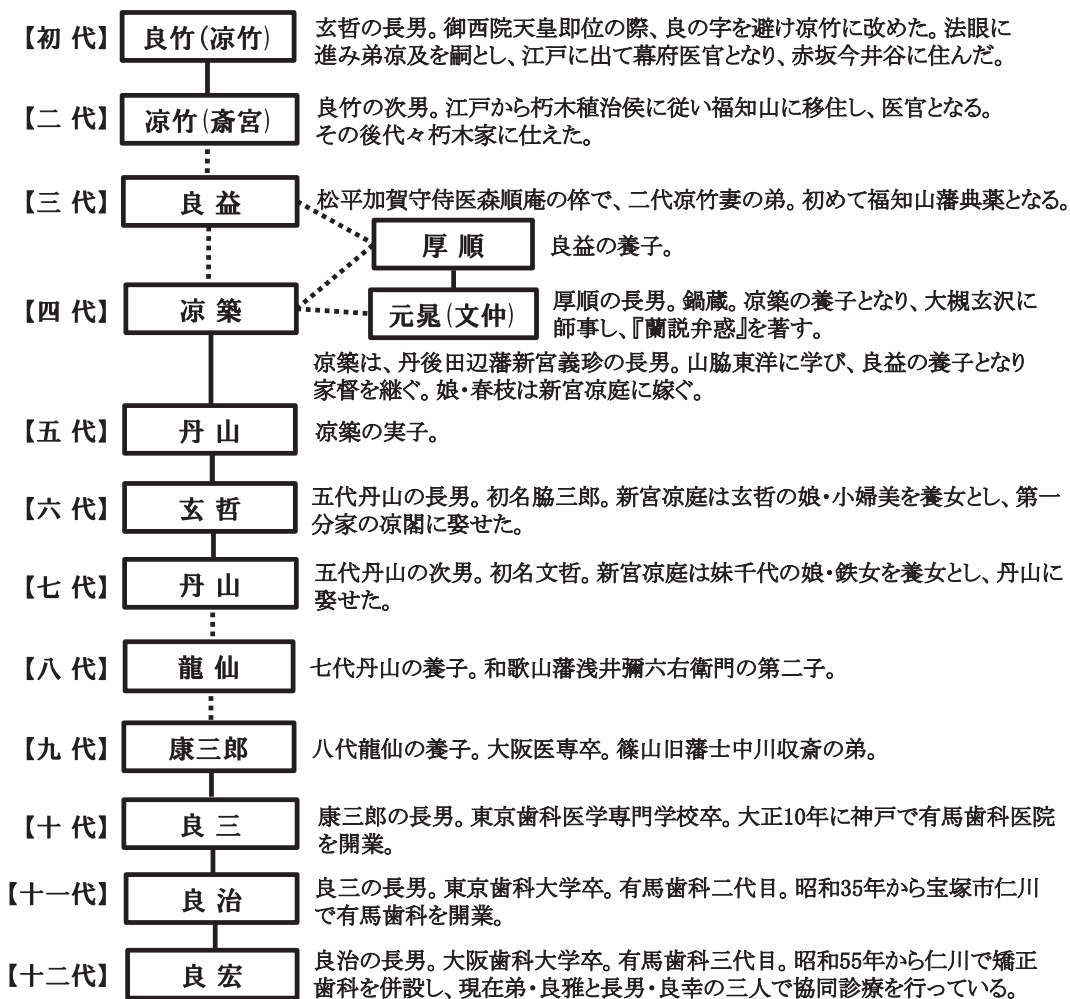 【初 代】 良竹(凉竹) 玄哲の長男。御西院天皇即位の際、良の字を避け凉竹に改めた。法眼に
進み弟凉及を嗣とし、江戸に出て幕府医官となり、赤坂今井谷に住んだ。
【二 代】 凉竹(斎宮) 良竹の次男。江戸から朽木稙治侯に従い福知山に移住し、医官となる。
その後代々朽木家に仕えた。
【三 代】 良 益 松平加賀守侍医森順庵の倅で、二代凉竹妻の弟。初めて福知山藩典薬となる。
厚 順 良益の養子。
【四 代】 凉 築 元晁(文仲) 厚順の長男。鍋蔵。凉築の養子となり、大槻玄沢に
師事し、『蘭説弁惑』を著す。
凉築は、丹後田辺藩新宮義珍の長男。山脇東洋に学び、良益の養子となり
家督を継ぐ。娘・春枝は新宮凉庭に嫁ぐ。
【五 代】 丹 山 凉築の実子。
【六 代】 玄 哲 五代丹山の長男。初名脇三郎。新宮凉庭は玄哲の娘・小婦美を養女とし、第一
分家の凉閣に娶せた。
【七 代】 丹 山 五代丹山の次男。初名文哲。新宮凉庭は妹千代の娘・鉄女を養女とし、丹山に
娶せた。
【八 代】 龍 仙 七代丹山の養子。和歌山藩浅井彌六右衛門の第二子。
【九 代】 康三郎 八代龍仙の養子。大阪医専卒。篠山旧藩士中川収斎の弟。
【十 代】 良 三 康三郎の長男。東京歯科医学専門学校卒。大正10年に神戸で有馬歯科医院
を開業。
【十一代】 良 治 良三の長男。東京歯科大学卒。有馬歯科二代目。昭和35年から宝塚市仁川
で有馬歯科を開業。
【十二代】 良 宏 良治の長男。大阪歯科大学卒。有馬歯科三代目。昭和55年から仁川で矯正
歯科を併設し、現在弟・良雅と長男・良幸の三人で協同診療を行っている。